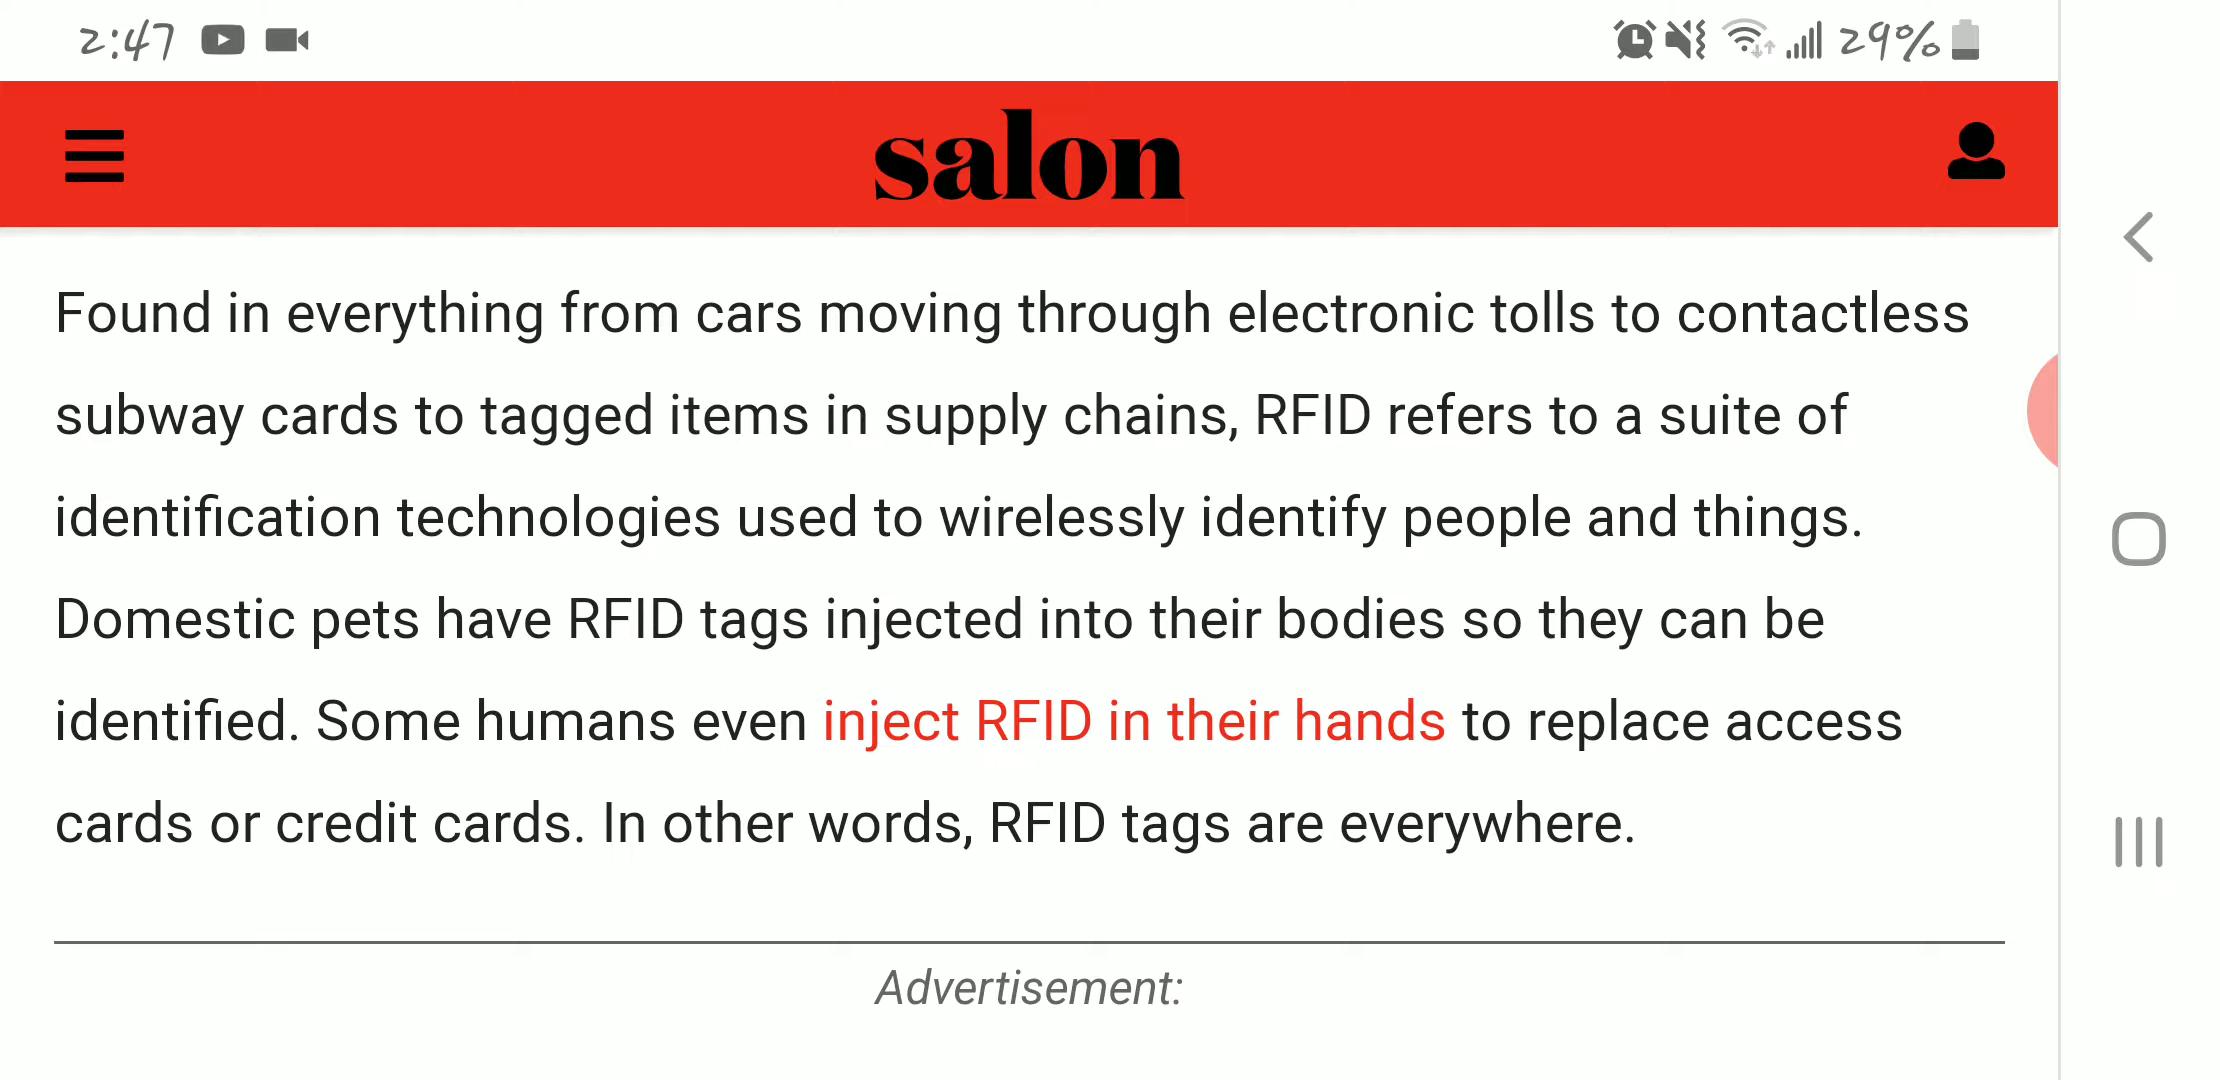 2:47
29%
salon
Found in everything from cars moving through electronic tolls to contactless
subway cards to tagged items in supply chains, RFID refers to a suite of
identification technologies used to wirelessly identify people and things.
Domestic pets have RFID tags injected into their bodies so they can be
identified. Some humans even inject RFID in their hands to replace access
cards or credit cards. In other words, RFID tags are everywhere.
Advertisement: